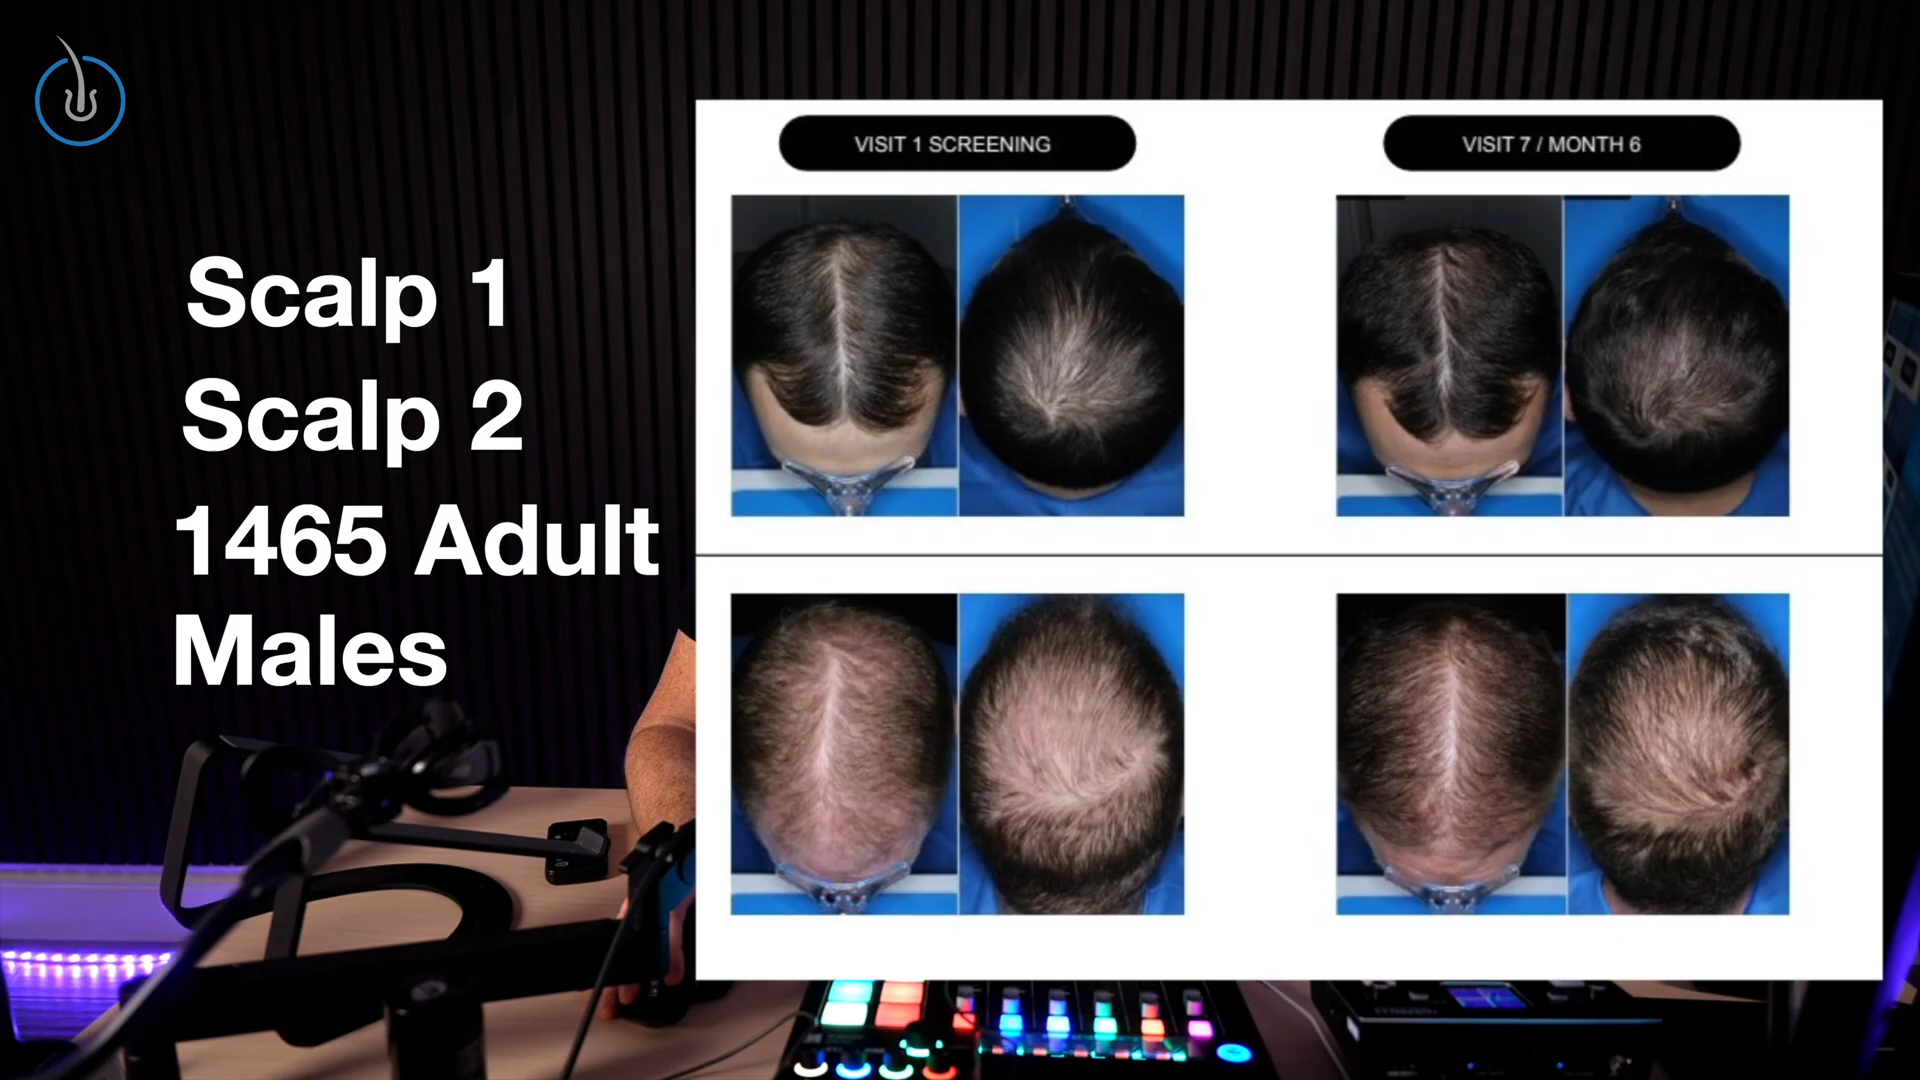 Scalp 1
Scalp 2
1465 Adult
Males
VISIT 1 SCREENING
VISIT 7 / MONTH 6